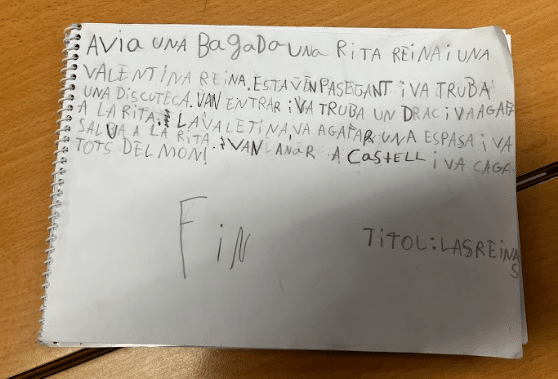 AVIA UNA BagaDa UNA RITA REINA i UNA
VALENTINA REINA. ESTAVEN PASEGANT i VA TRUBA
UNA DISCUTECA. VAN ENTRAR i VA TRUBA UN DRAC i VA AGAFA
A LA RITA. I LA VALETINA, VA AGAFAR UNA ESPASA i VA
SALVA A LA RITA. I VAN ANAR A CASTELL i VA CAGA
TOTS DEL MON!
FiN
TiTOL: LAS REINAS